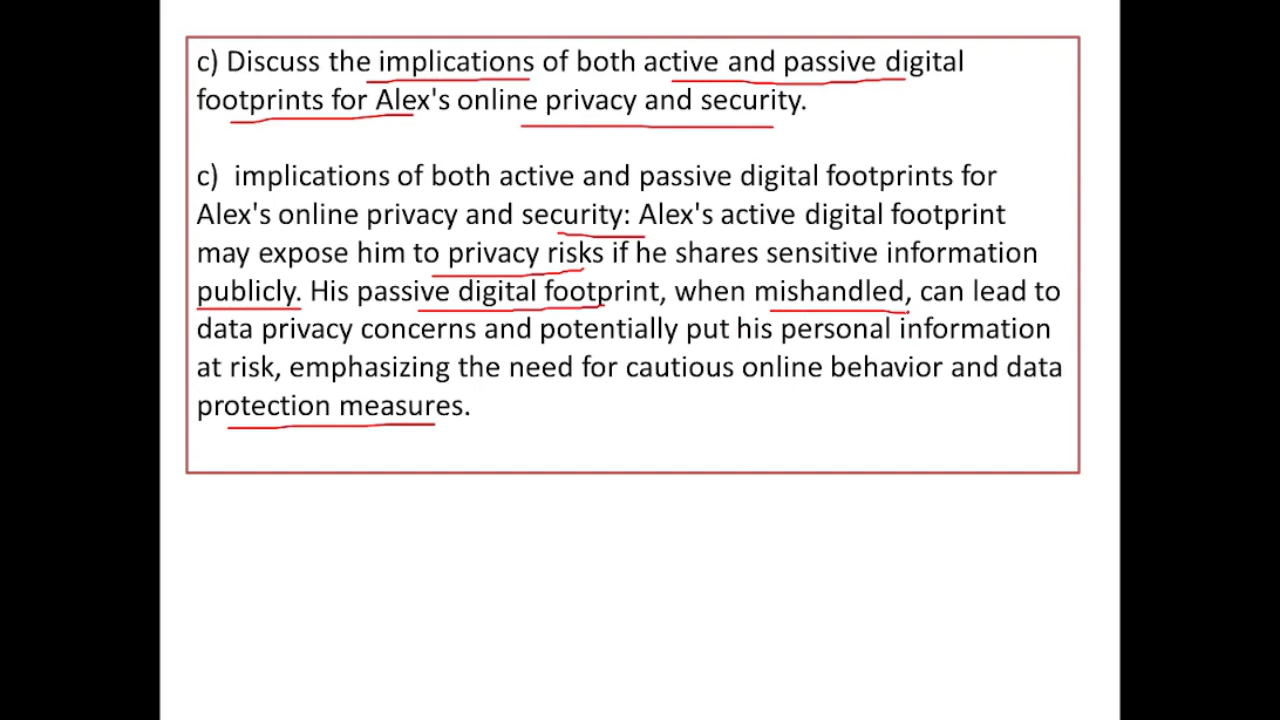 c) Discuss the implications of both active and passive digital
footprints for Alex's online privacy and security.
c)  implications of both active and passive digital footprints for
Alex's online privacy and security: Alex's active digital footprint
may expose him to privacy risks if he shares sensitive information
publicly. His passive digital footprint, when mishandled, can lead to
data privacy concerns and potentially put his personal information
at risk, emphasizing the need for cautious online behavior and data
protection measures.